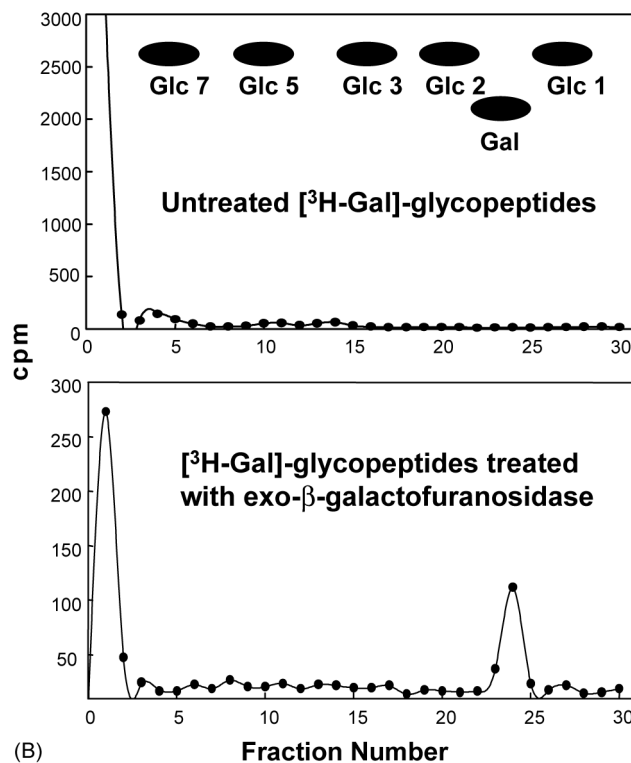 3000
2500
2000
1500
1000
500
0
Glc 7 Glc 5 Glc 3 Glc 2 Glc 1
Gal
Untreated [³H-Gal]-glycopeptides
0 5 10 15 20 25 30
cpm
300
250
200
150
100
50
[³H-Gal]-glycopeptides treated
with exo-β-galactofuranosidase
0 5 10 15 20 25 30
(B) Fraction Number